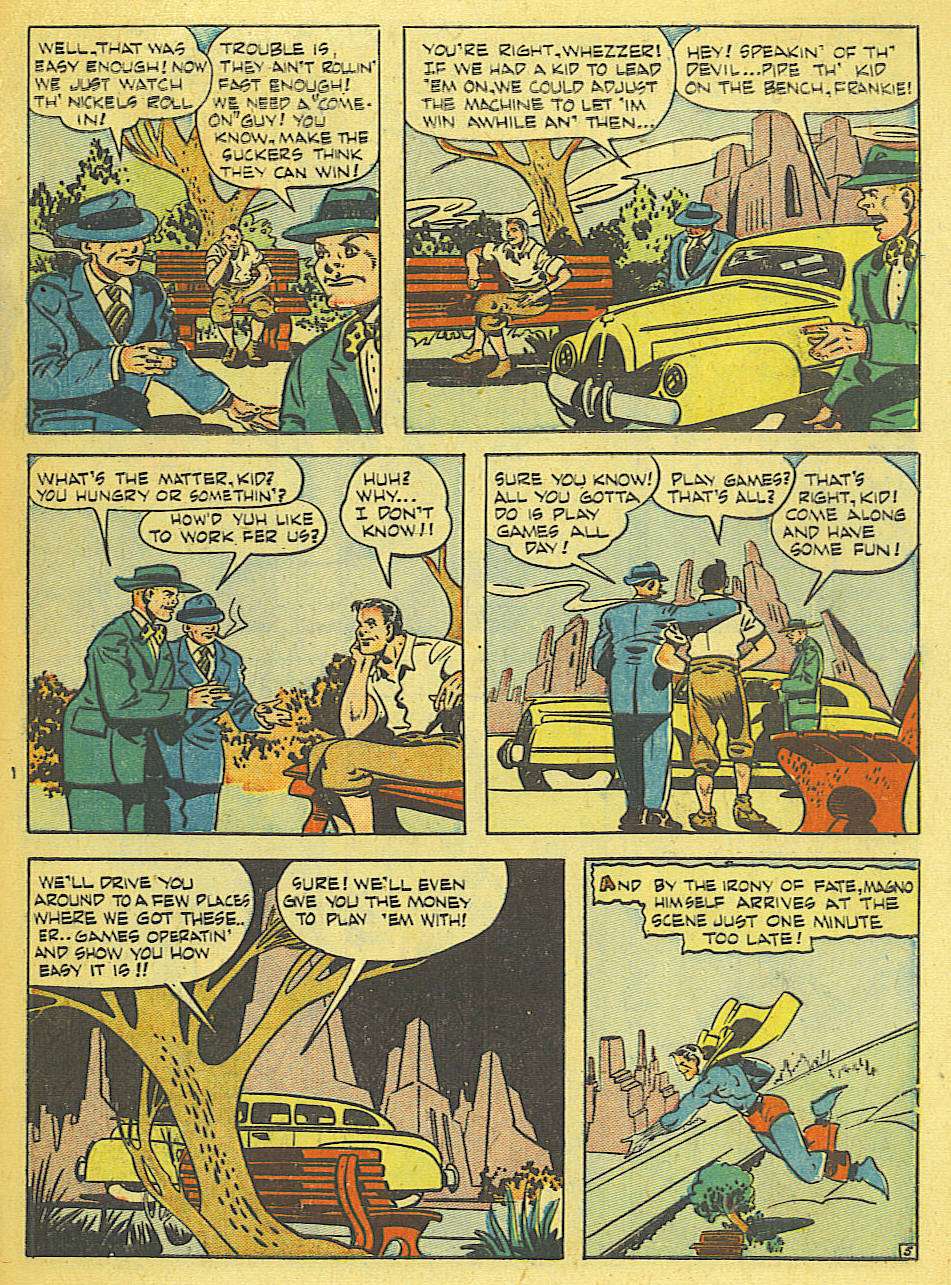 WELL, THAT WAS
EASY ENOUGH! NOW
WE JUST WATCH
TH' NICKELS ROLL
IN!
TROUBLE IS,
THEY AIN'T ROLLIN'
FAST ENOUGH!
WE NEED A "COME-
ON" GUY! YOU
KNOW, MAKE THE
SUCKERS THINK
THEY CAN WIN!
YOU'RE RIGHT, WHEZZER!
IF WE HAD A KID TO LEAD
'EM ON, WE COULD ADJUST
THE MACHINE TO LET 'IM
WIN AWHILE AN' THEN...
HEY! SPEAKIN' OF TH'
DEVIL...PIPE TH' KID
ON THE BENCH, FRANKIE!
WHAT'S THE MATTER, KID?
YOU HUNGRY OR SOMETHIN'?
HOW'D YUH LIKE
TO WORK FER US?
HUH?
WHY...
I DON'T
KNOW!!
SURE YOU KNOW!
ALL YOU GOTTA
DO IS PLAY
GAMES ALL
DAY!
PLAY GAMES?
THAT'S ALL?
THAT'S
RIGHT, KID!
COME ALONG
AND HAVE
SOME FUN!
WE'LL DRIVE YOU
AROUND TO A FEW PLACES
WHERE WE GOT THESE..
ER..GAMES OPERATIN'
AND SHOW YOU HOW
EASY IT IS!!
SURE! WE'LL EVEN
GIVE YOU THE MONEY
TO PLAY 'EM WITH!
AND BY THE IRONY OF FATE, MAGNO
HIMSELF ARRIVES AT THE
SCENE JUST ONE MINUTE
TOO LATE!
5